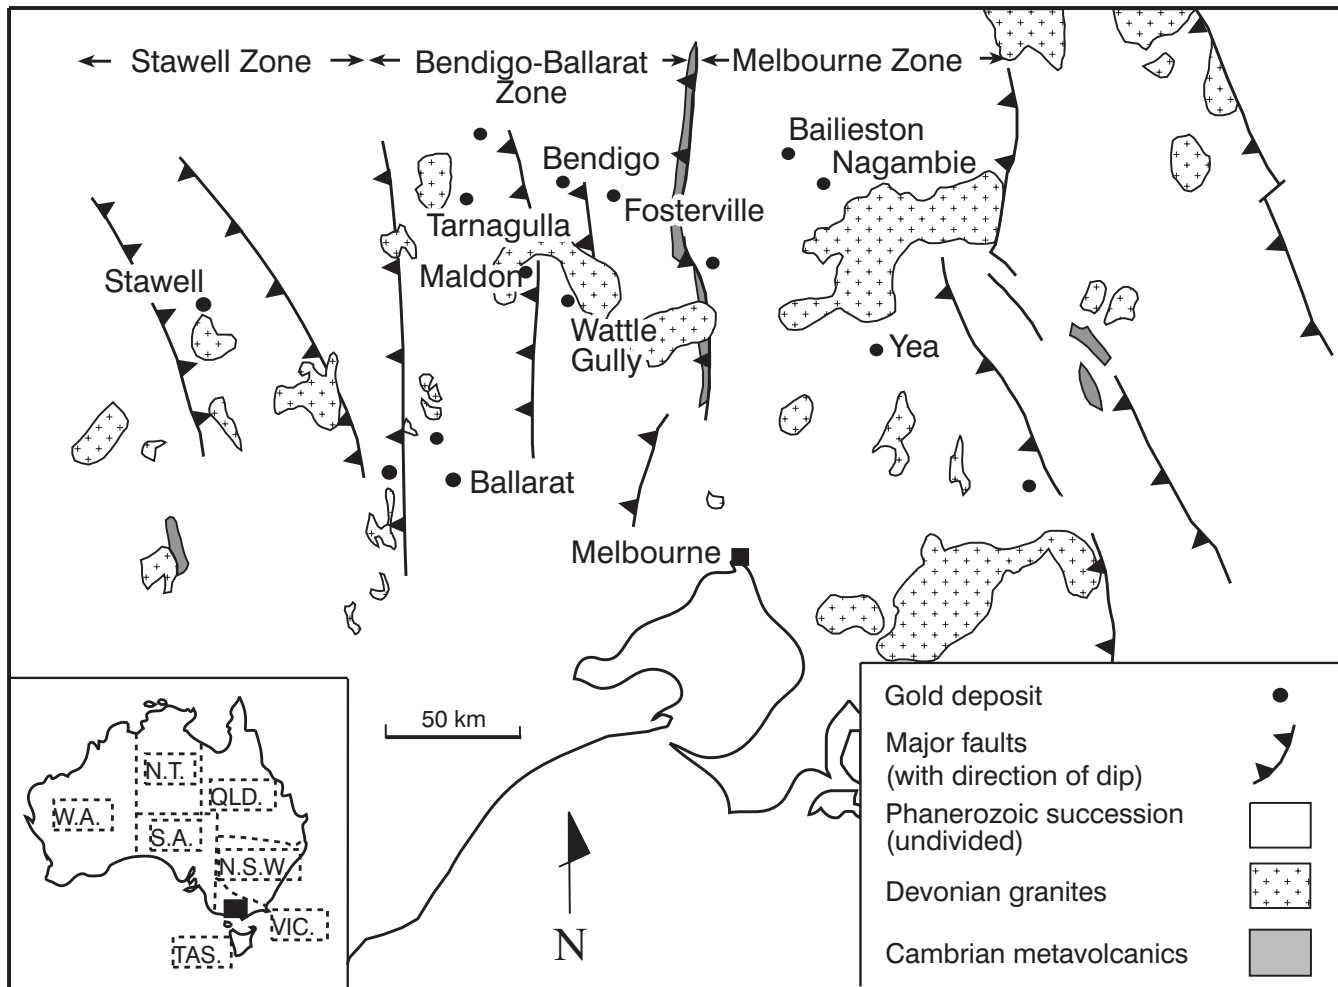 Stawell Zone
Bendigo-Ballarat
Zone
Melbourne Zone
Bailieston
Nagambie
Bendigo
Fosterville
Tarnagulla
Stawell
Maldon
Wattle
Gully
Yea
Ballarat
Melbourne
50 km
N
N.T.
QLD.
W.A.
S.A.
N.S.W.
VIC.
TAS.
Gold deposit
Major faults
(with direction of dip)
Phanerozoic succession
(undivided)
Devonian granites
Cambrian metavolcanics